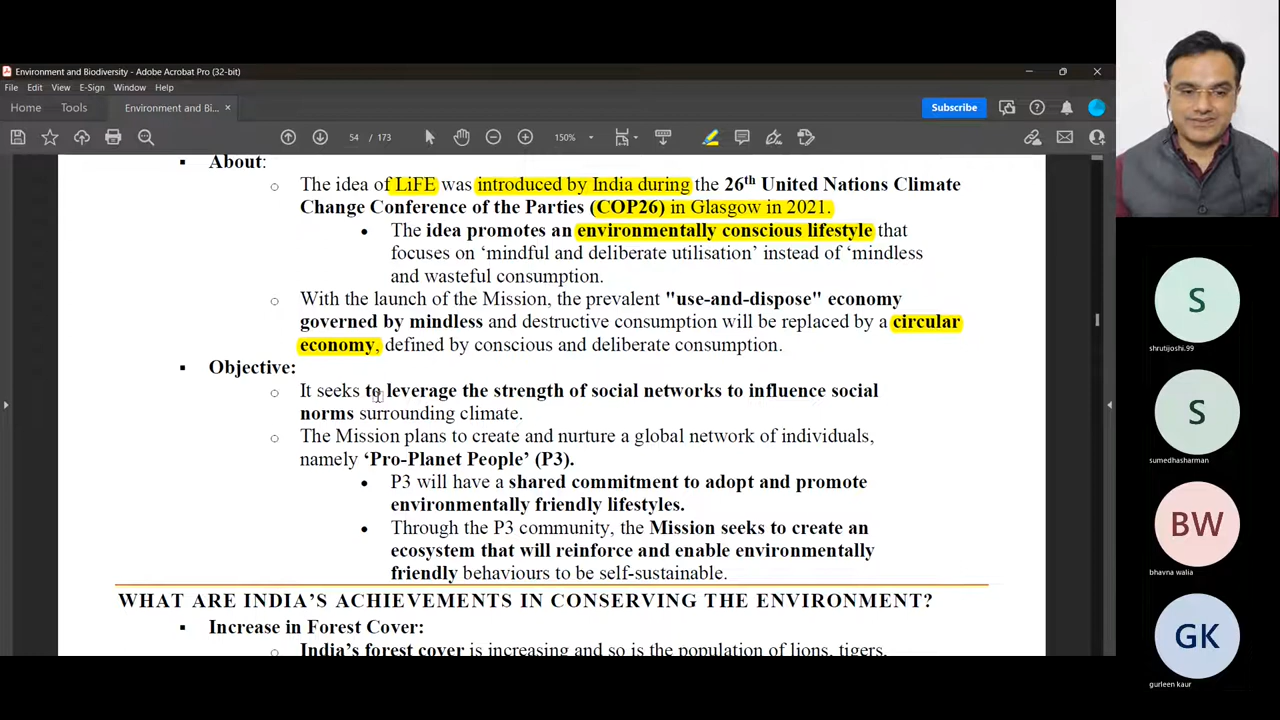 Environment and Biodiversity - Adobe Acrobat Pro (32-bit)
File Edit View E-Sign Window Help
Home Tools Environment and Bi... × Subscribe
54 / 173 150%
▪ About:
○ The idea of LiFE was introduced by India during the 26th United Nations Climate
Change Conference of the Parties (COP26) in Glasgow in 2021.
• The idea promotes an environmentally conscious lifestyle that
focuses on ‘mindful and deliberate utilisation’ instead of ‘mindless
and wasteful consumption.
○ With the launch of the Mission, the prevalent "use-and-dispose" economy
governed by mindless and destructive consumption will be replaced by a circular
economy, defined by conscious and deliberate consumption.
▪ Objective:
○ It seeks to leverage the strength of social networks to influence social
norms surrounding climate.
○ The Mission plans to create and nurture a global network of individuals,
namely ‘Pro-Planet People’ (P3).
• P3 will have a shared commitment to adopt and promote
environmentally friendly lifestyles.
• Through the P3 community, the Mission seeks to create an
ecosystem that will reinforce and enable environmentally
friendly behaviours to be self-sustainable.
WHAT ARE INDIA’S ACHIEVEMENTS IN CONSERVING THE ENVIRONMENT?
▪ Increase in Forest Cover:
○ India’s forest cover is increasing and so is the population of lions, tigers,
S
shrutijoshi.99
S
sumedhasharman
BW
bhavna walia
GK
gurleen kaur